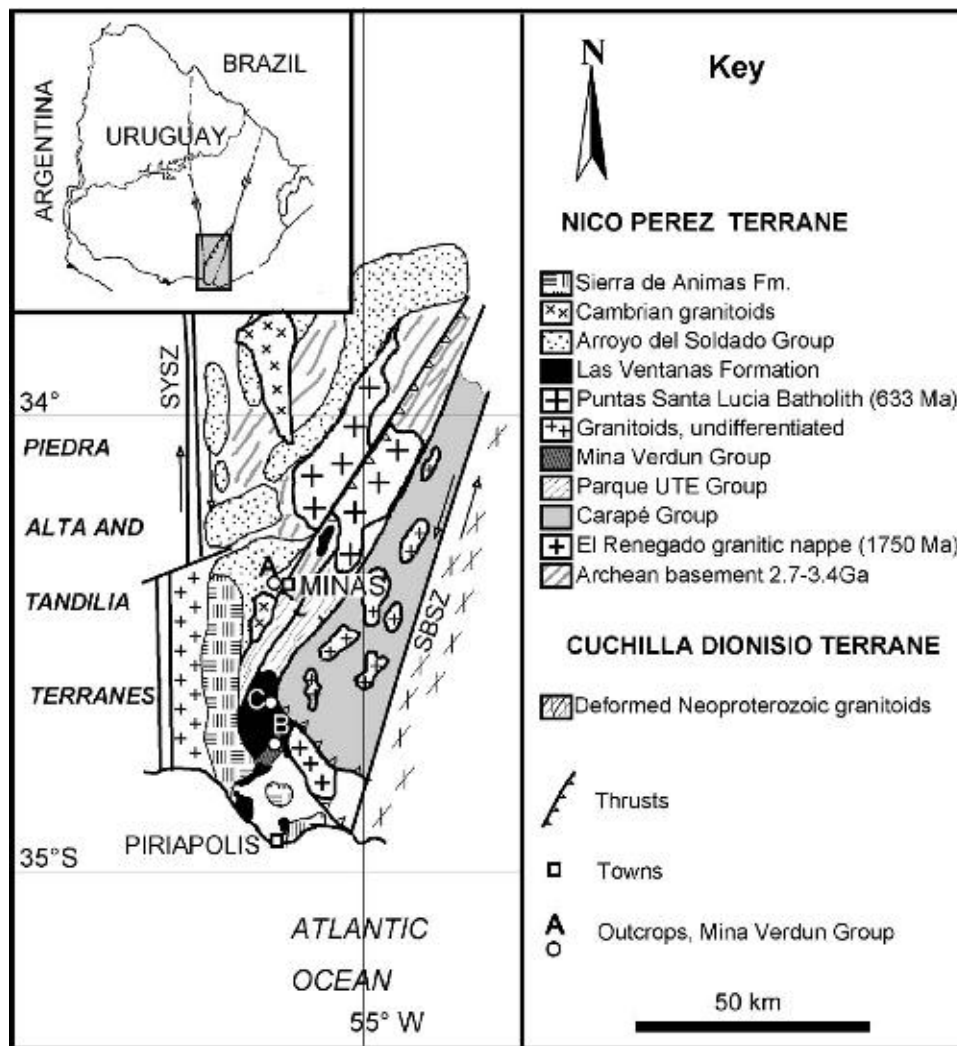 BRAZIL
URUGUAY
ARGENTINA
SYSZ
34°
PIEDRA
ALTA AND
A
MINAS
TANDILIA
SBSZ
TERRANES
C
B
PIRIAPOLIS
35°S
ATLANTIC
OCEAN
55° W
N
Key
NICO PEREZ TERRANE
Sierra de Animas Fm.
Cambrian granitoids
Arroyo del Soldado Group
Las Ventanas Formation
Puntas Santa Lucia Batholith (633 Ma)
Granitoids, undifferentiated
Mina Verdun Group
Parque UTE Group
Carapé Group
El Renegado granitic nappe (1750 Ma)
Archean basement 2.7-3.4Ga
CUCHILLA DIONISIO TERRANE
Deformed Neoproterozoic granitoids
Thrusts
Towns
A
Outcrops, Mina Verdun Group
50 km